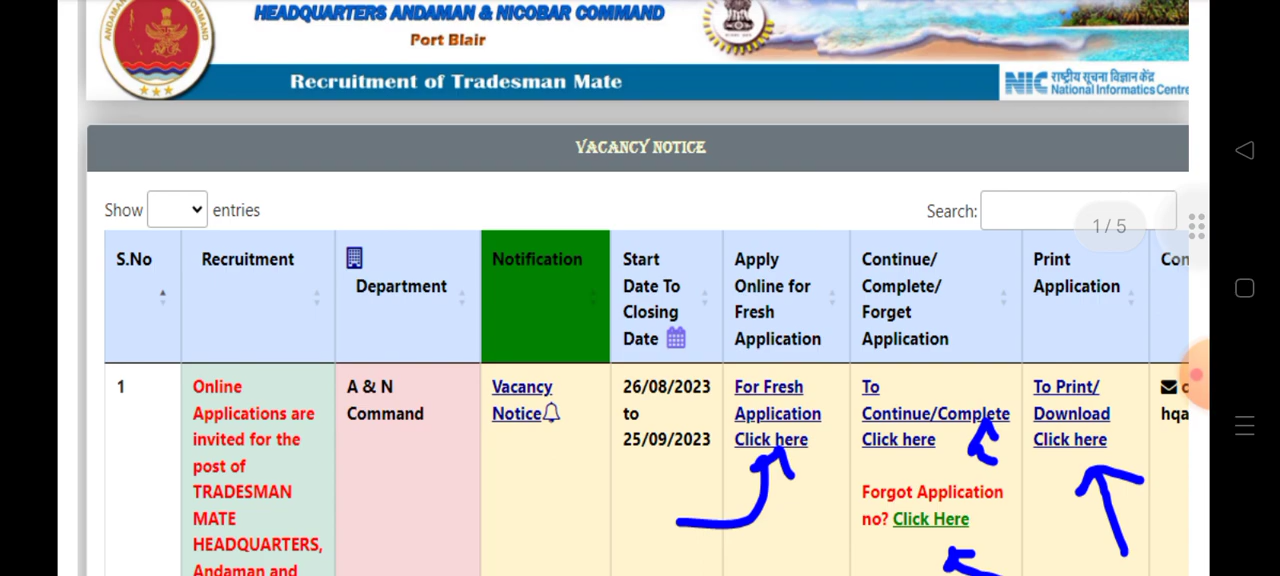 HEADQUARTERS ANDAMAN & NICOBAR COMMAND
Port Blair
Recruitment of Tradesman Mate
NIC राष्ट्रीय सूचना विज्ञान केंद्र
National Informatics Centre
VACANCY NOTICE
Show entries
Search:
1/5
S.No
Recruitment
Department
Notification
Start
Date To
Closing
Date
Apply
Online for
Fresh
Application
Continue/
Complete/
Forget
Application
Print
Application
Con
1
Online
Applications are
invited for the
post of
TRADESMAN
MATE
HEADQUARTERS,
Andaman and
A & N
Command
Vacancy
Notice
26/08/2023
to
25/09/2023
For Fresh
Application
Click here
To
Continue/Complete
Click here
Forgot Application
no? Click Here
To Print/
Download
Click here
hqa